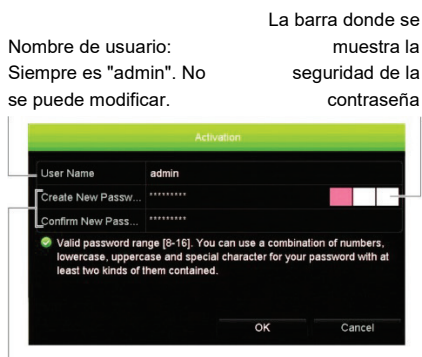 La barra donde se
muestra la
seguridad de la
contraseña
Nombre de usuario:
Siempre es "admin". No
se puede modificar.
Activation
User Name admin
Create New Passw... *********
Confirm New Pass... *********
Valid password range [8-16]. You can use a combination of numbers,
lowercase, uppercase and special character for your password with at
least two kinds of them contained.
OK Cancel